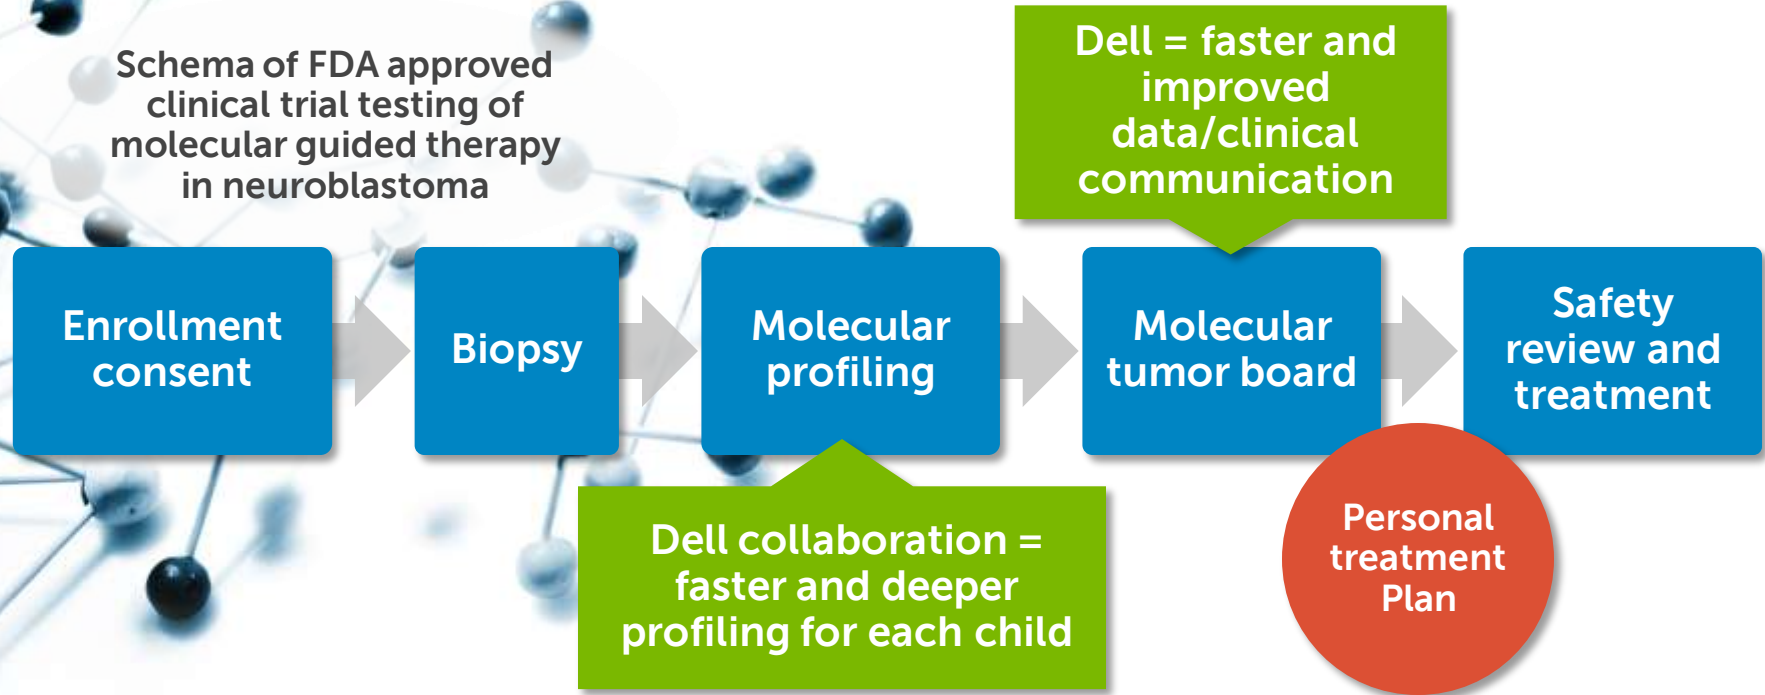 Schema of FDA approved
clinical trial testing of
molecular guided therapy
in neuroblastoma
Dell = faster and
improved
data/clinical
communication
Enrollment
consent
Biopsy
Molecular
profiling
Molecular
tumor board
Safety
review and
treatment
Dell collaboration =
faster and deeper
profiling for each child
Personal
treatment
Plan